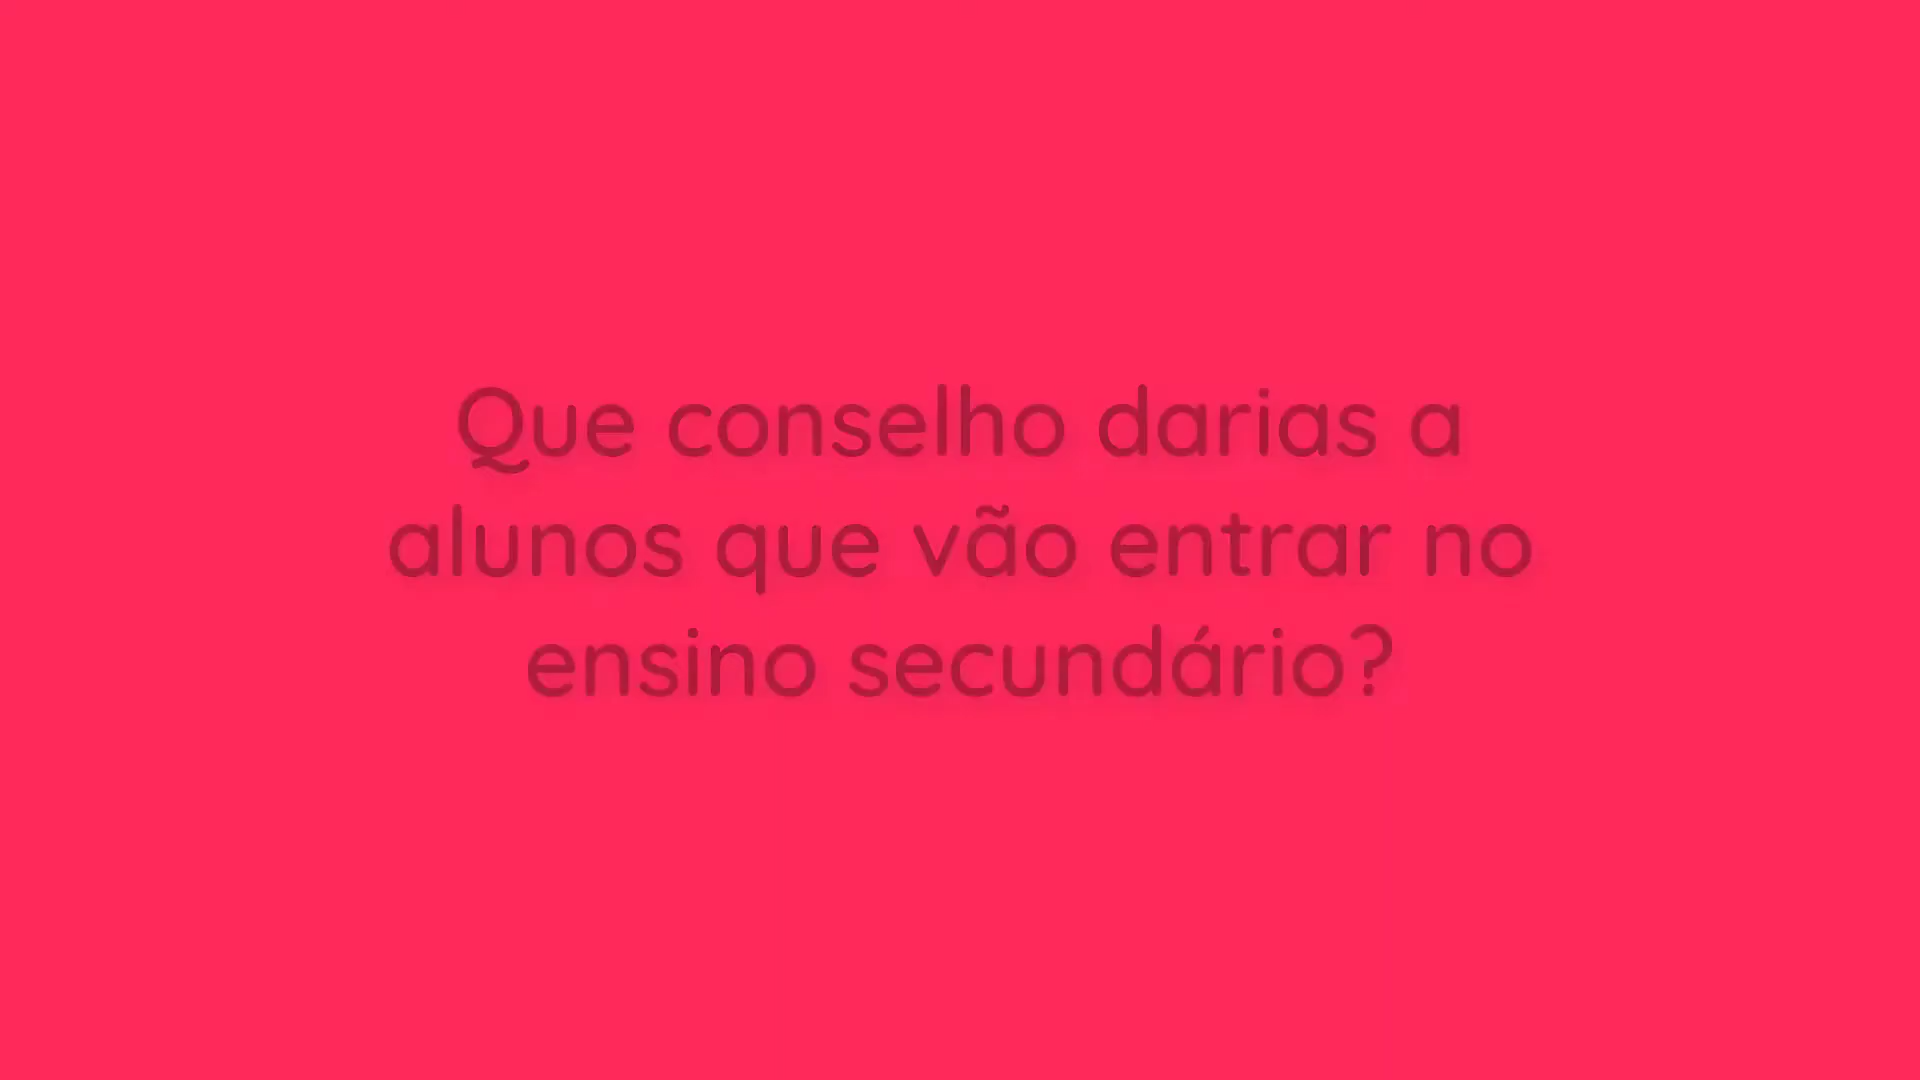 Que conselho darias a
alunos que vão entrar no
ensino secundário?